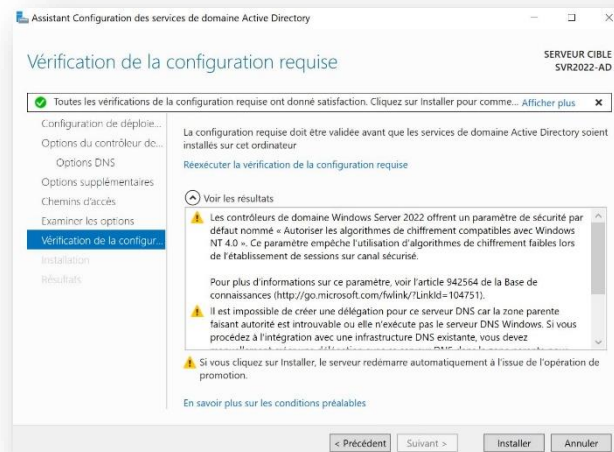 Assistant Configuration des services de domaine Active Directory
Vérification de la configuration requise
SERVEUR CIBLE
SVR2022-AD
Toutes les vérifications de la configuration requise ont donné satisfaction. Cliquez sur Installer pour comme... Afficher plus
Configuration de déploie...
Options du contrôleur de...
Options DNS
Options supplémentaires
Chemins d'accès
Examiner les options
Vérification de la configur...
Installation
Résultats
La configuration requise doit être validée avant que les services de domaine Active Directory soient
installés sur cet ordinateur
Réexécuter la vérification de la configuration requise
Voir les résultats
Les contrôleurs de domaine Windows Server 2022 offrent un paramètre de sécurité par
défaut nommé « Autoriser les algorithmes de chiffrement compatibles avec Windows
NT 4.0 ». Ce paramètre empêche l'utilisation d'algorithmes de chiffrement faibles lors
de l'établissement de sessions sur canal sécurisé.
Pour plus d'informations sur ce paramètre, voir l'article 942564 de la Base de
connaissances (http://go.microsoft.com/fwlink/?LinkId=104751).
Il est impossible de créer une délégation pour ce serveur DNS car la zone parente
faisant autorité est introuvable ou elle n'exécute pas le serveur DNS Windows. Si vous
procédez à l'intégration avec une infrastructure DNS existante, vous devez
Si vous cliquez sur Installer, le serveur redémarre automatiquement à l'issue de l'opération de
promotion.
En savoir plus sur les conditions préalables
< Précédent
Suivant >
Installer
Annuler